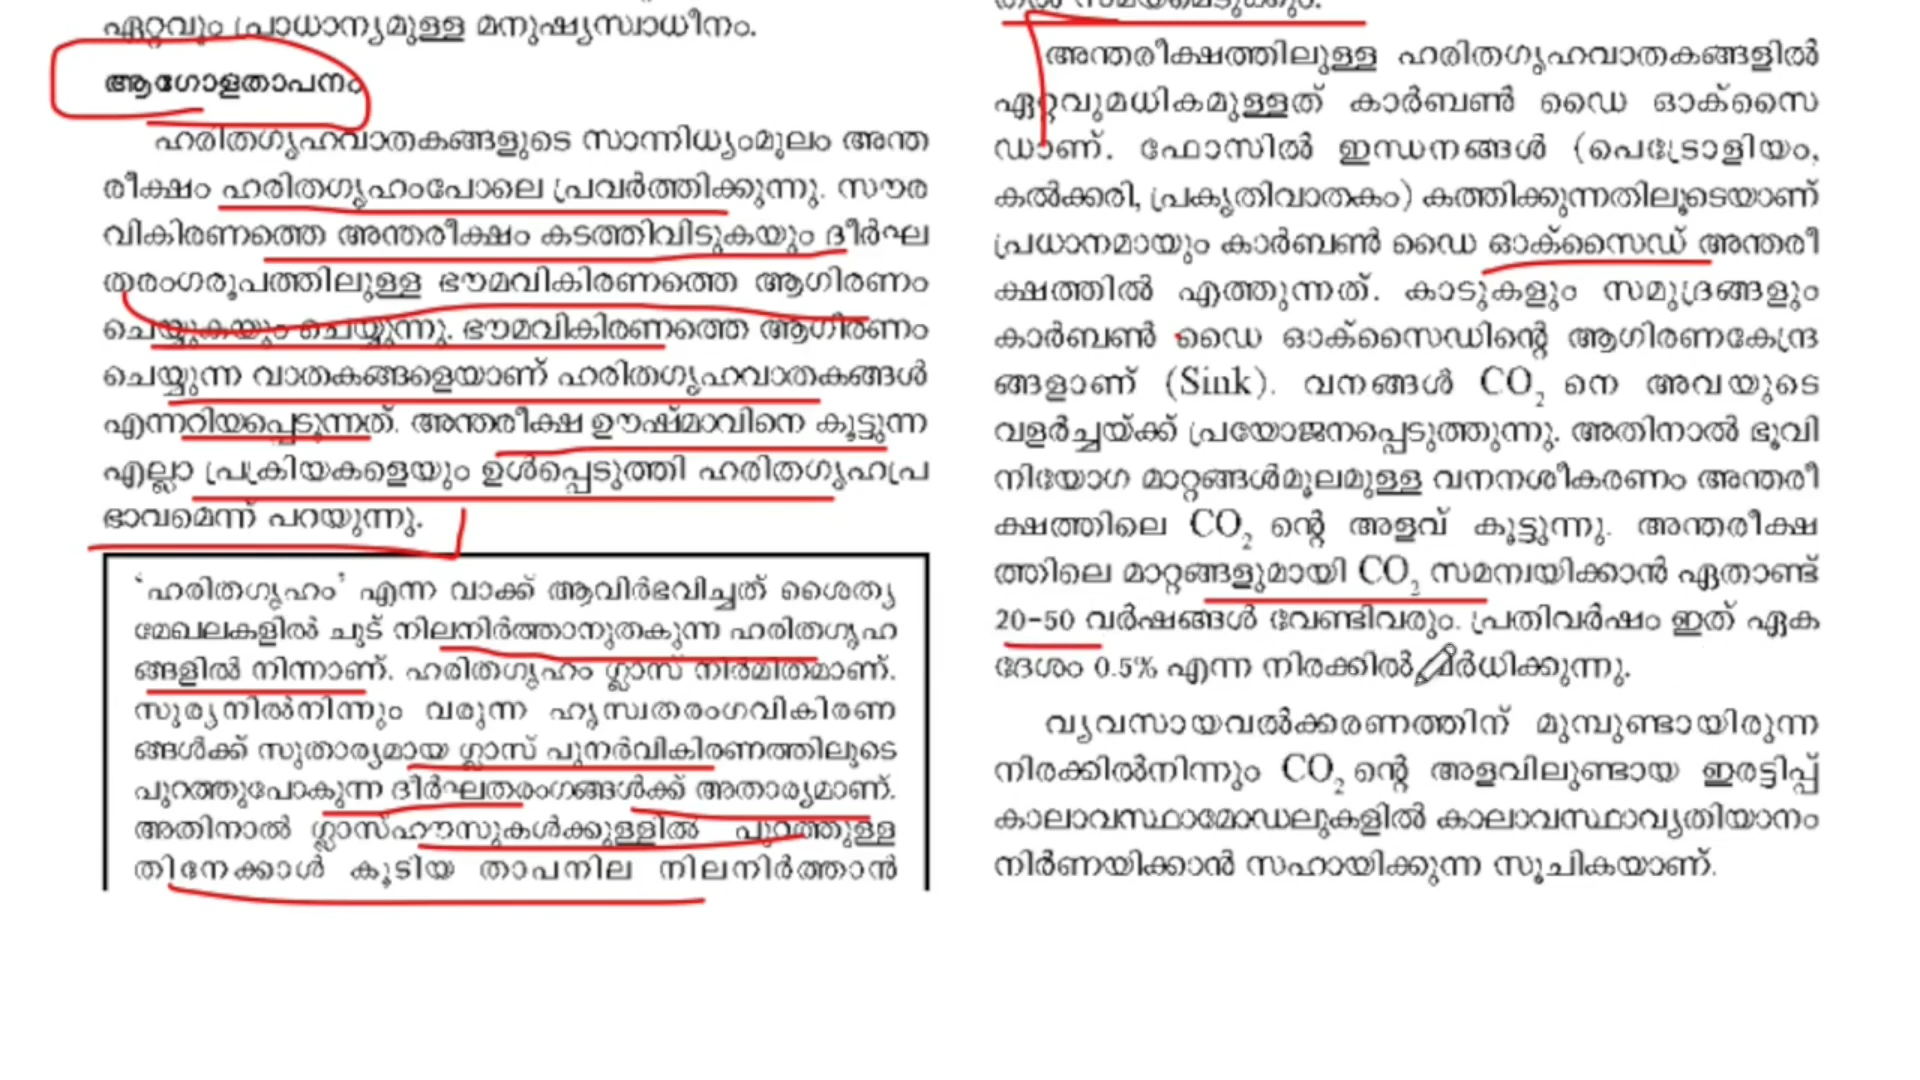 ഏറ്റവും പ്രാധാന്യമുള്ള മനുഷ്യസ്വാധീനം.
ആഗോളതാപനം
ഹരിതഗൃഹവാതകങ്ങളുടെ സാന്നിധ്യംമൂലം അന്ത
രീക്ഷം ഹരിതഗൃഹംപോലെ പ്രവർത്തിക്കുന്നു. സൗര
വികിരണത്തെ അന്തരീക്ഷം കടത്തിവിടുകയും ദീർഘ
തരംഗരൂപത്തിലുള്ള ഭൗമവികിരണത്തെ ആഗിരണം
ചെയ്യുകയും ചെയ്യുന്നു. ഭൗമവികിരണത്തെ ആഗിരണം
ചെയ്യുന്ന വാതകങ്ങളെയാണ് ഹരിതഗൃഹവാതകങ്ങൾ
എന്നറിയപ്പെടുന്നത്. അന്തരീക്ഷ ഊഷ്മാവിനെ കൂട്ടുന്ന
എല്ലാ പ്രക്രിയകളെയും ഉൾപ്പെടുത്തി ഹരിതഗൃഹപ്ര
ഭാവമെന്ന് പറയുന്നു.
'ഹരിതഗൃഹം' എന്ന വാക്ക് ആവിർഭവിച്ചത് ശൈത്യ
മേഖലകളിൽ ചൂട് നിലനിർത്താനുതകുന്ന ഹരിതഗൃഹ
ങ്ങളിൽ നിന്നാണ്. ഹരിതഗൃഹം ഗ്ലാസ് നിർമിതമാണ്.
സൂര്യനിൽനിന്നും വരുന്ന ഹ്രസ്വതരംഗവികിരണ
ങ്ങൾക്ക് സുതാര്യമായ ഗ്ലാസ് പുനർവികിരണത്തിലൂടെ
പുറത്തുപോകുന്ന ദീർഘതരംഗങ്ങൾക്ക് അതാര്യമാണ്.
അതിനാൽ ഗ്ലാസ്ഹൗസുകൾക്കുള്ളിൽ പുറത്തുള്ള
തിനേക്കാൾ കൂടിയ താപനില നിലനിർത്താൻ
സമയമെടുക്കും.
അന്തരീക്ഷത്തിലുള്ള ഹരിതഗൃഹവാതകങ്ങളിൽ
ഏറ്റവുമധികമുള്ളത് കാർബൺ ഡൈ ഓക്സൈ
ഡാണ്. ഫോസിൽ ഇന്ധനങ്ങൾ (പെട്രോളിയം,
കൽക്കരി, പ്രകൃതിവാതകം) കത്തിക്കുന്നതിലൂടെയാണ്
പ്രധാനമായും കാർബൺ ഡൈ ഓക്സൈഡ് അന്തരീ
ക്ഷത്തിൽ എത്തുന്നത്. കാടുകളും സമുദ്രങ്ങളും
കാർബൺ ഡൈ ഓക്സൈഡിന്റെ ആഗിരണകേന്ദ്ര
ങ്ങളാണ് (Sink). വനങ്ങൾ CO₂ നെ അവയുടെ
വളർച്ചയ്ക്ക് പ്രയോജനപ്പെടുത്തുന്നു. അതിനാൽ ഭൂവി
നിയോഗ മാറ്റങ്ങൾമൂലമുള്ള വനനശീകരണം അന്തരീ
ക്ഷത്തിലെ CO₂ ന്റെ അളവ് കൂട്ടുന്നു. അന്തരീക്ഷ
ത്തിലെ മാറ്റങ്ങളുമായി CO₂ സമന്വയിക്കാൻ ഏതാണ്ട്
20-50 വർഷങ്ങൾ വേണ്ടിവരും. പ്രതിവർഷം ഇത് ഏക
ദേശം 0.5% എന്ന നിരക്കിൽ വർധിക്കുന്നു.
വ്യവസായവൽക്കരണത്തിന് മുമ്പുണ്ടായിരുന്ന
നിരക്കിൽനിന്നും CO₂ ന്റെ അളവിലുണ്ടായ ഇരട്ടിപ്പ്
കാലാവസ്ഥാമോഡലുകളിൽ കാലാവസ്ഥാവ്യതിയാനം
നിർണയിക്കാൻ സഹായിക്കുന്ന സൂചികയാണ്.